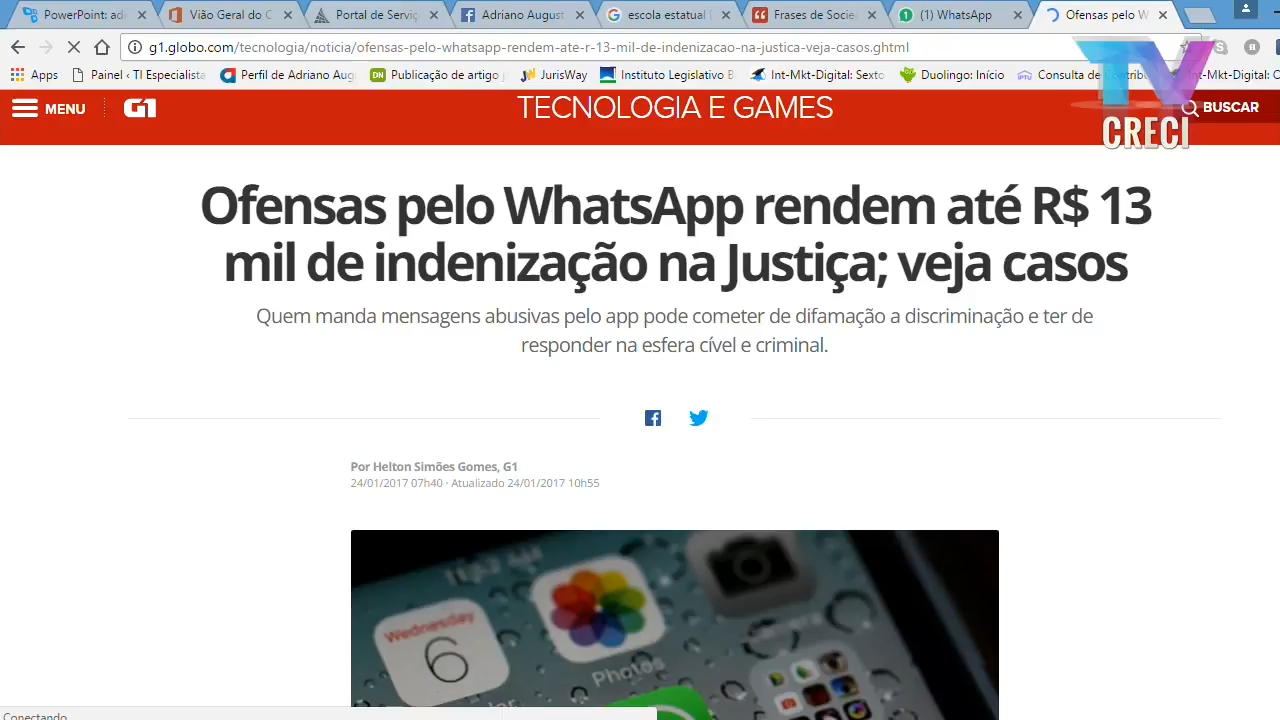 PowerPoint: ad
Vião Geral do C
Portal de Serviç
Adriano August
escola estatual
Frases de Socie
(1) WhatsApp
Ofensas pelo W
g1.globo.com/tecnologia/noticia/ofensas-pelo-whatsapp-rendem-ate-r-13-mil-de-indenizacao-na-justica-veja-casos.ghtml
Apps
Painel ‹ TI Especialista
Perfil de Adriano Aug
Publicação de artigo
JurisWay
Instituto Legislativo B
Int-Mkt-Digital: Sexto
Duolingo: Início
Consulta de Contribu
Int-Mkt-Digital: C
MENU
G1
TECNOLOGIA E GAMES
BUSCAR
TV
CRECI
Ofensas pelo WhatsApp rendem até R$ 13
mil de indenização na Justiça; veja casos
Quem manda mensagens abusivas pelo app pode cometer de difamação a discriminação e ter de
responder na esfera cível e criminal.
Por Helton Simões Gomes, G1
24/01/2017 07h40 · Atualizado 24/01/2017 10h55
Wednesday
6
Photos
Conectando